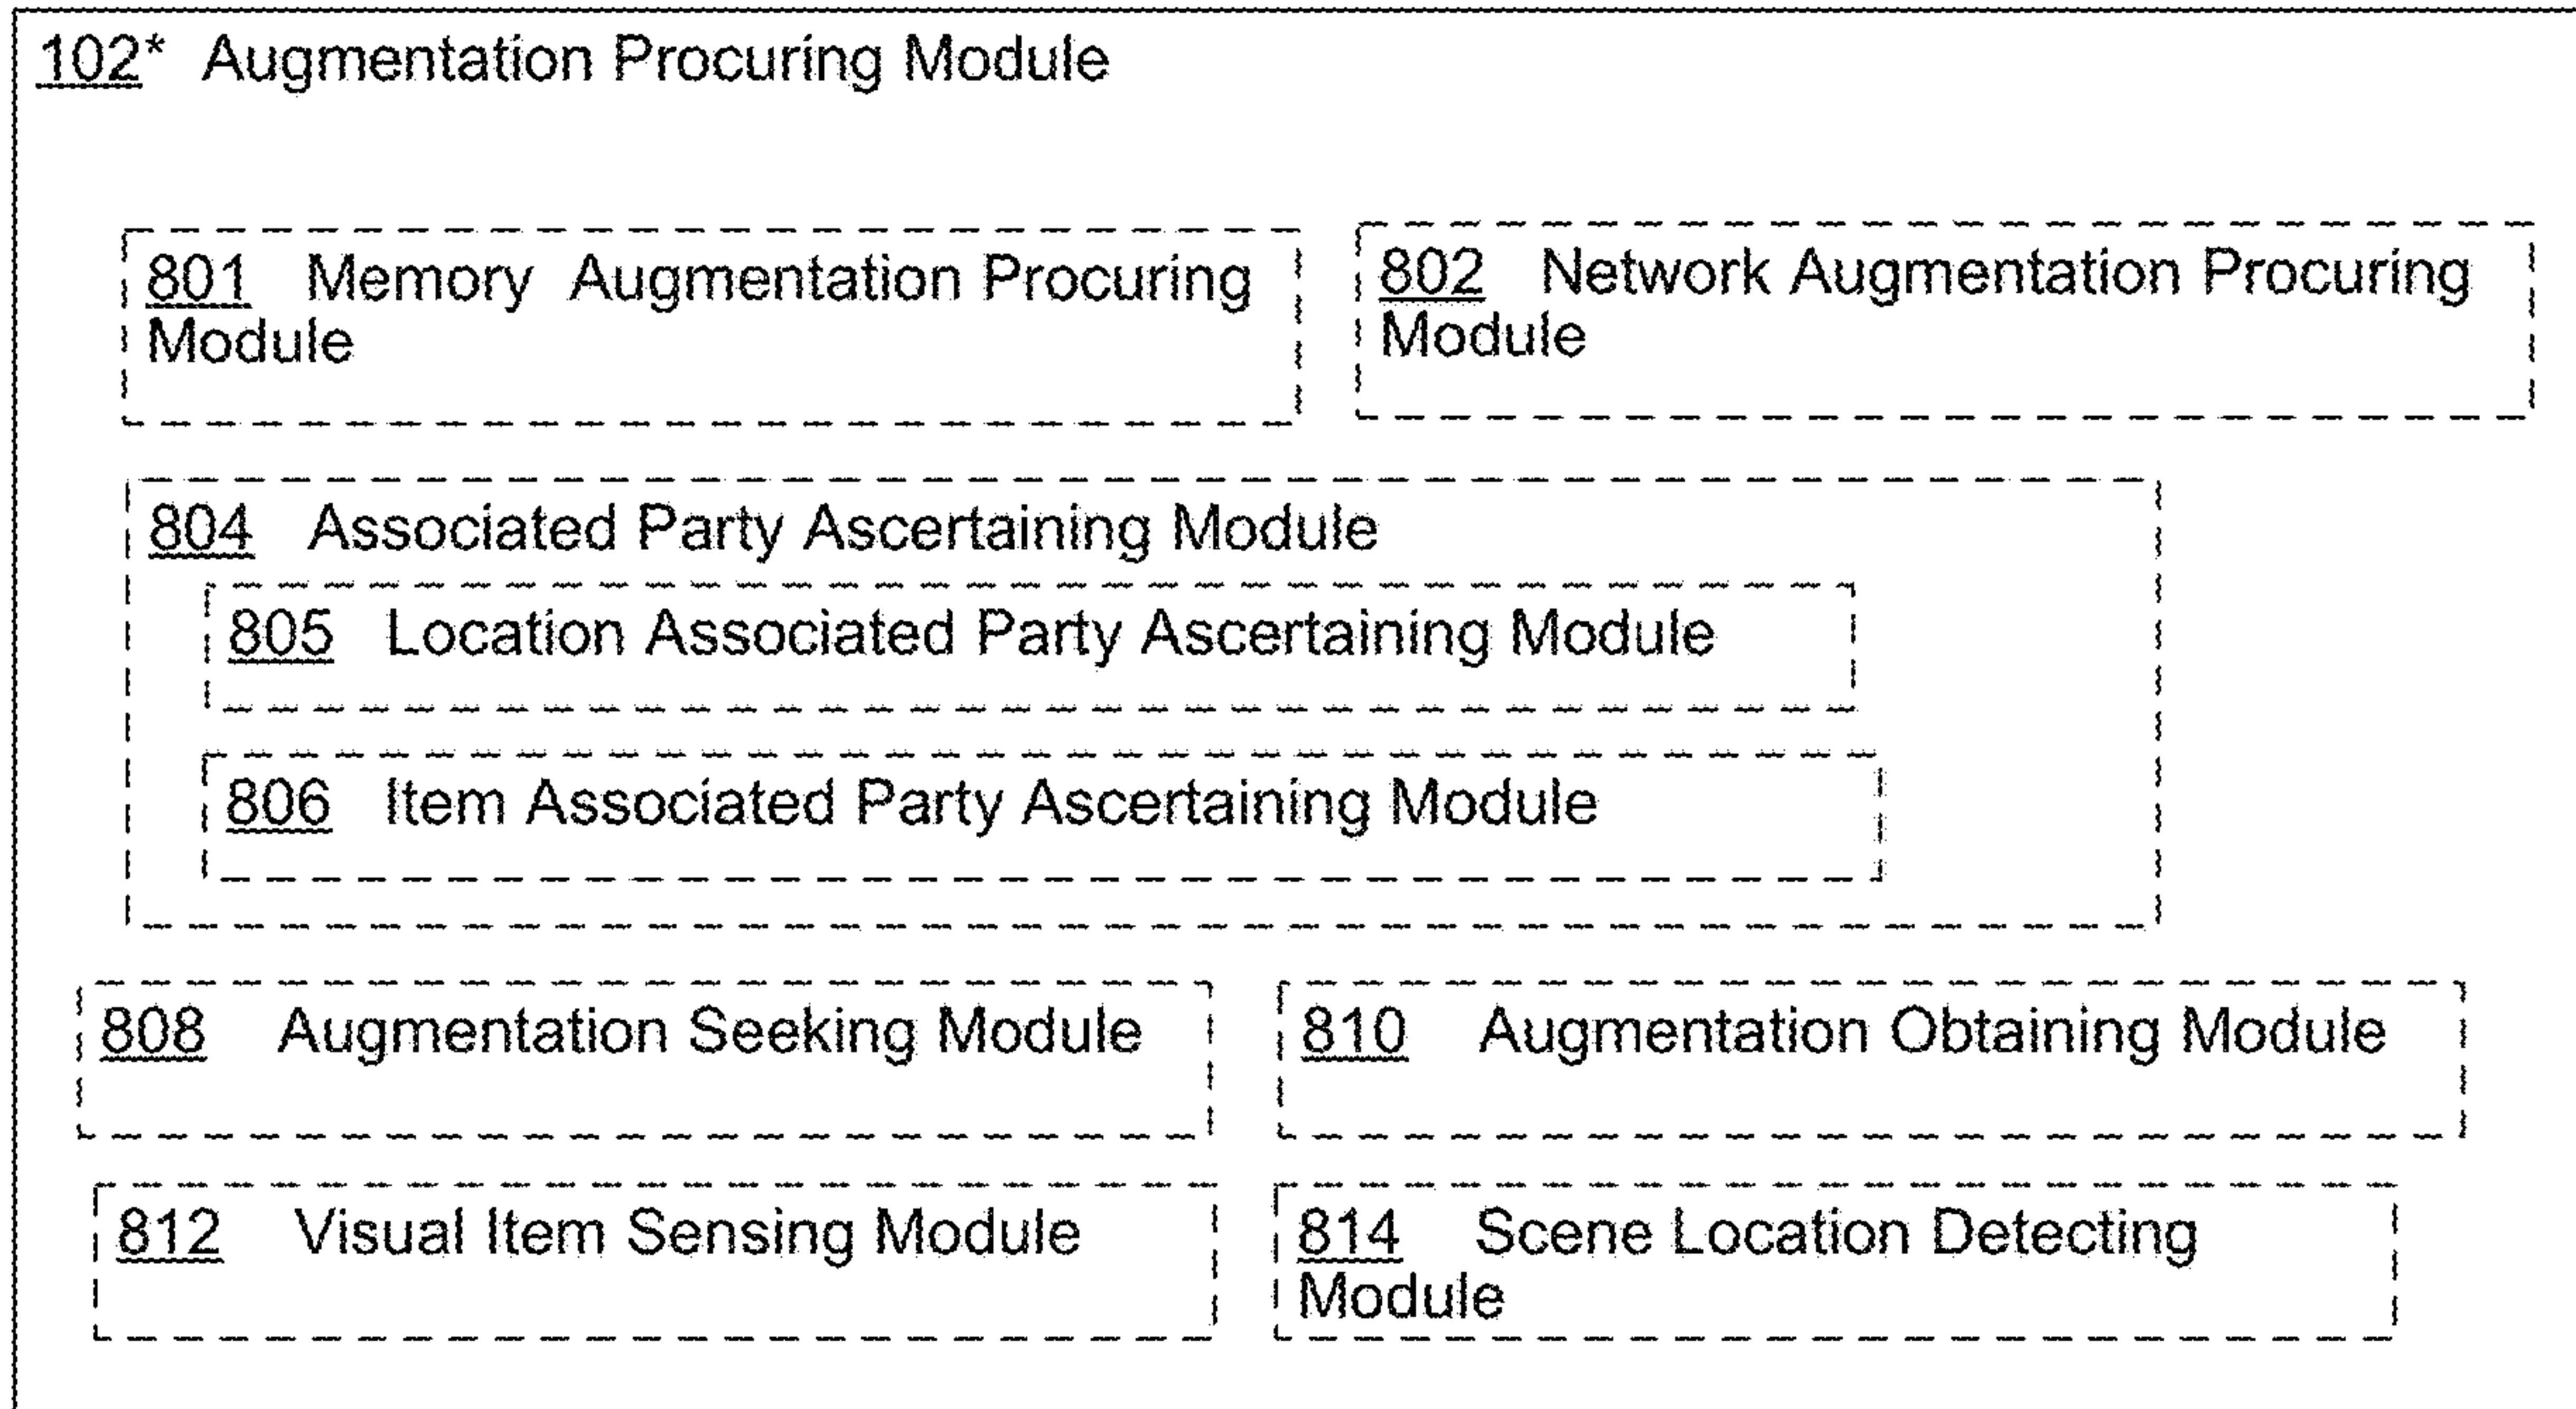 102* Augmentation Procuring Module
801 Memory Augmentation Procuring
Module
802 Network Augmentation Procuring
Module
804 Associated Party Ascertaining Module
805 Location Associated Party Ascertaining Module
806 Item Associated Party Ascertaining Module
808 Augmentation Seeking Module
810 Augmentation Obtaining Module
812 Visual Item Sensing Module
814 Scene Location Detecting
Module